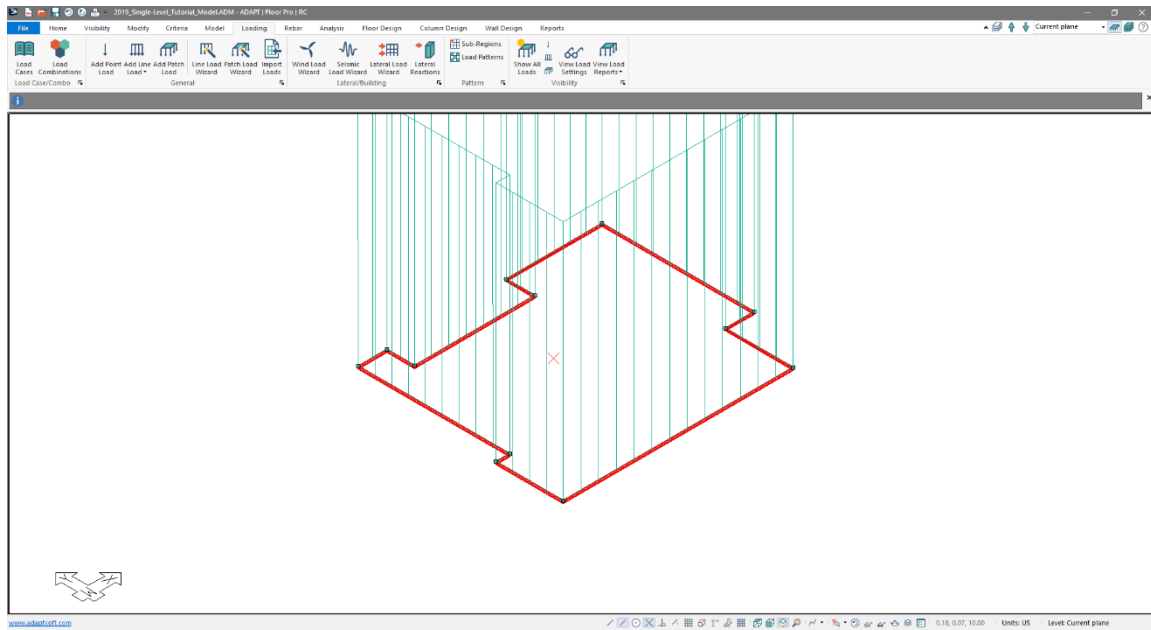 2019_Single-Level_Tutorial_Model.ADM - ADAPT | Floor Pro | RC
File Home Visibility Modify Criteria Model Loading Rebar Analysis Floor Design Column Design Wall Design Reports Current plane
Load Cases
Load Combinations
Add Point Load
Add Line Load
Add Patch Load
Line Load Wizard
Patch Load Wizard
Import Loads
Wind Load Wizard
Seismic Load Wizard
Lateral Load Wizard
Lateral Reactions
Sub-Regions
Load Patterns
Show All Loads
View Load Settings
View Load Reports
Load Case/Combo General Lateral/Building Pattern Visibility
www.adaptsoft.com 0.18, 0.07, 10.00 Units: US Level: Current plane